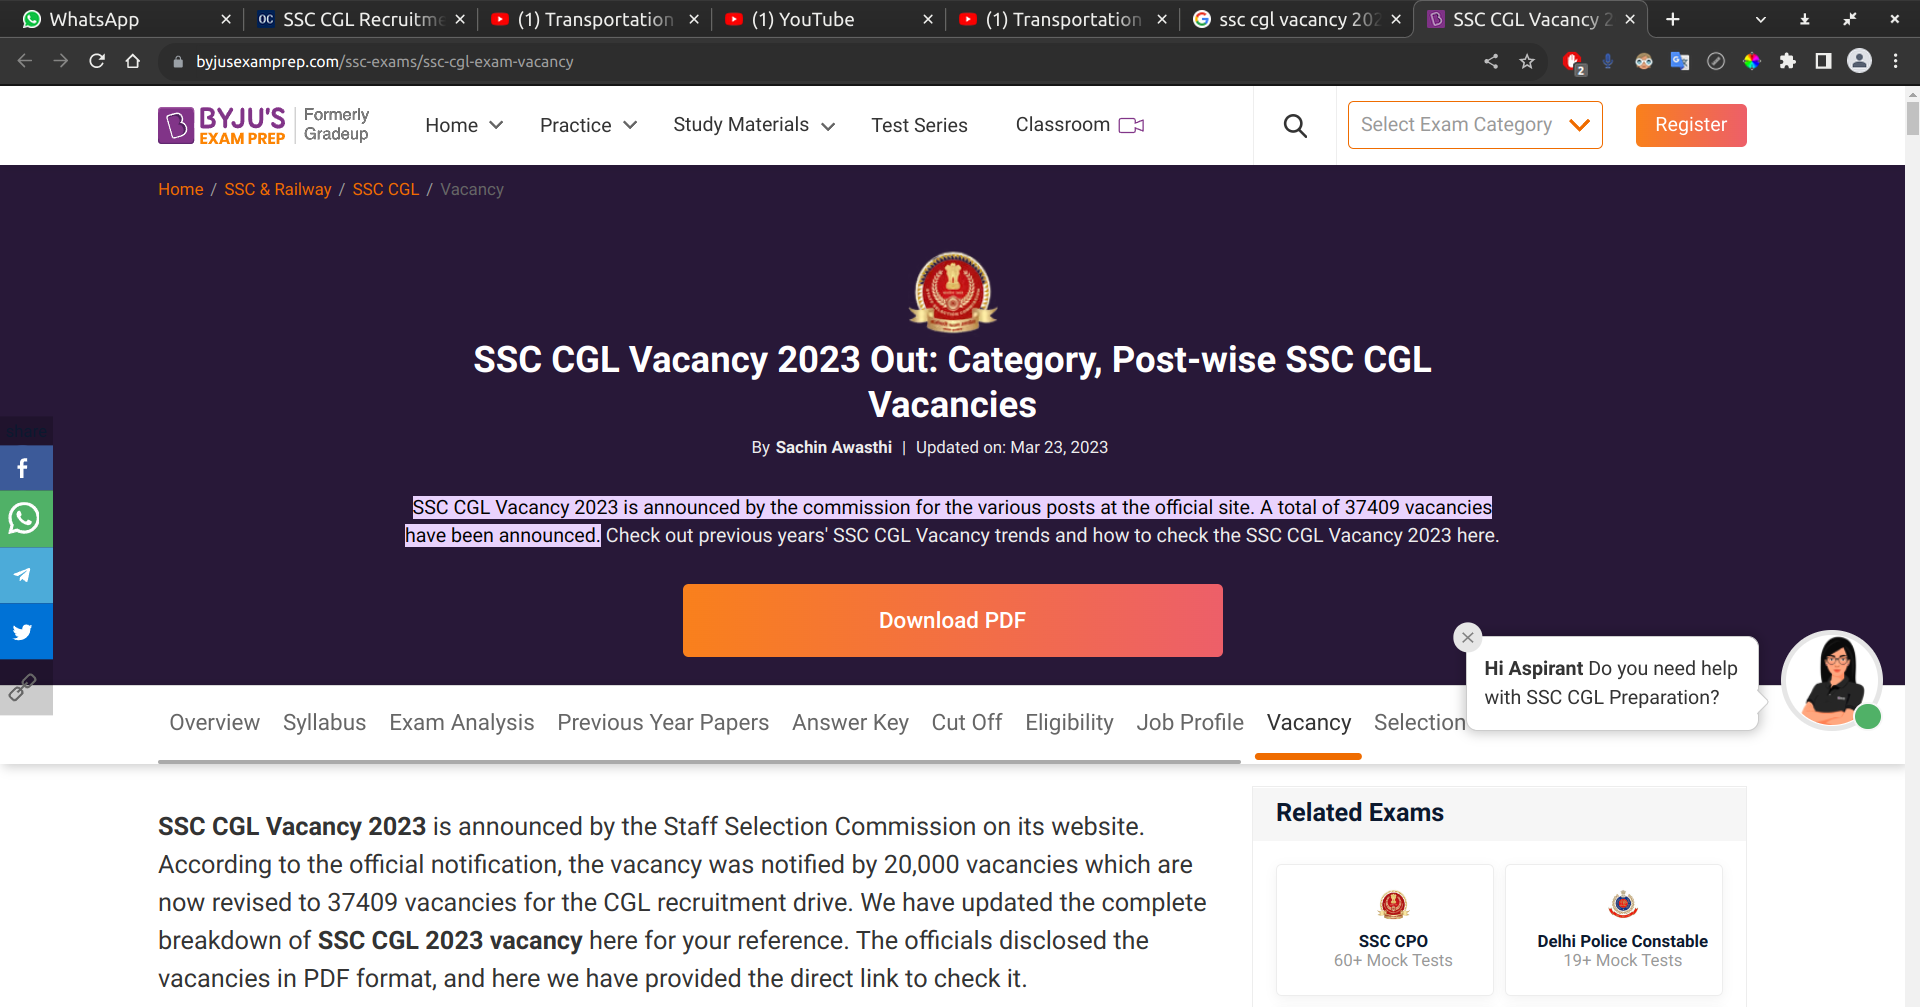 WhatsApp
SSC CGL Recruitme
(1) Transportation
(1) YouTube
(1) Transportation
ssc cgl vacancy 202
SSC CGL Vacancy 2
byjusexamprep.com/ssc-exams/ssc-cgl-exam-vacancy
2
BYJU'S
EXAM PREP
Formerly
Gradeup
Home
Practice
Study Materials
Test Series
Classroom
Select Exam Category
Register
Home / SSC & Railway / SSC CGL / Vacancy
SSC CGL Vacancy 2023 Out: Category, Post-wise SSC CGL
Vacancies
By Sachin Awasthi | Updated on: Mar 23, 2023
SSC CGL Vacancy 2023 is announced by the commission for the various posts at the official site. A total of 37409 vacancies
have been announced. Check out previous years' SSC CGL Vacancy trends and how to check the SSC CGL Vacancy 2023 here.
Download PDF
Hi Aspirant Do you need help
with SSC CGL Preparation?
Overview Syllabus Exam Analysis Previous Year Papers Answer Key Cut Off Eligibility Job Profile Vacancy Selection
SSC CGL Vacancy 2023 is announced by the Staff Selection Commission on its website.
According to the official notification, the vacancy was notified by 20,000 vacancies which are
now revised to 37409 vacancies for the CGL recruitment drive. We have updated the complete
breakdown of SSC CGL 2023 vacancy here for your reference. The officials disclosed the
vacancies in PDF format, and here we have provided the direct link to check it.
Related Exams
SSC CPO
60+ Mock Tests
Delhi Police Constable
19+ Mock Tests